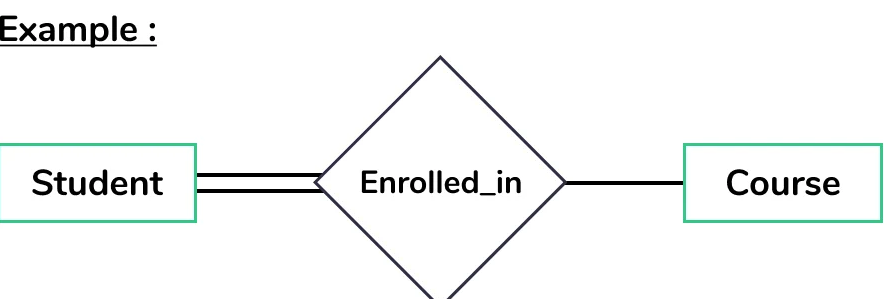 Example :
Student
Enrolled_in
Course